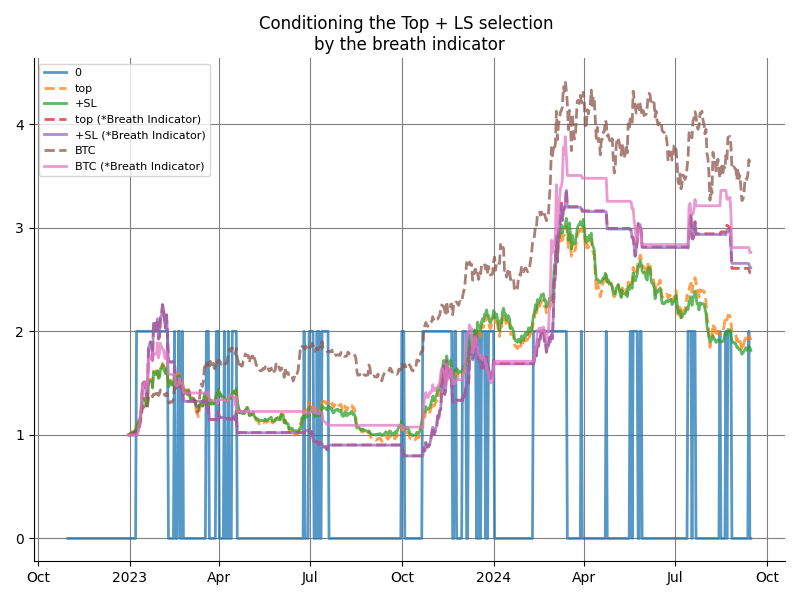 Conditioning the Top + LS selection
by the breath indicator
0
top
+SL
top (*Breath Indicator)
+SL (*Breath Indicator)
BTC
BTC (*Breath Indicator)
4
3
2
1
0
Oct
2023
Apr
Jul
Oct
2024
Apr
Jul
Oct